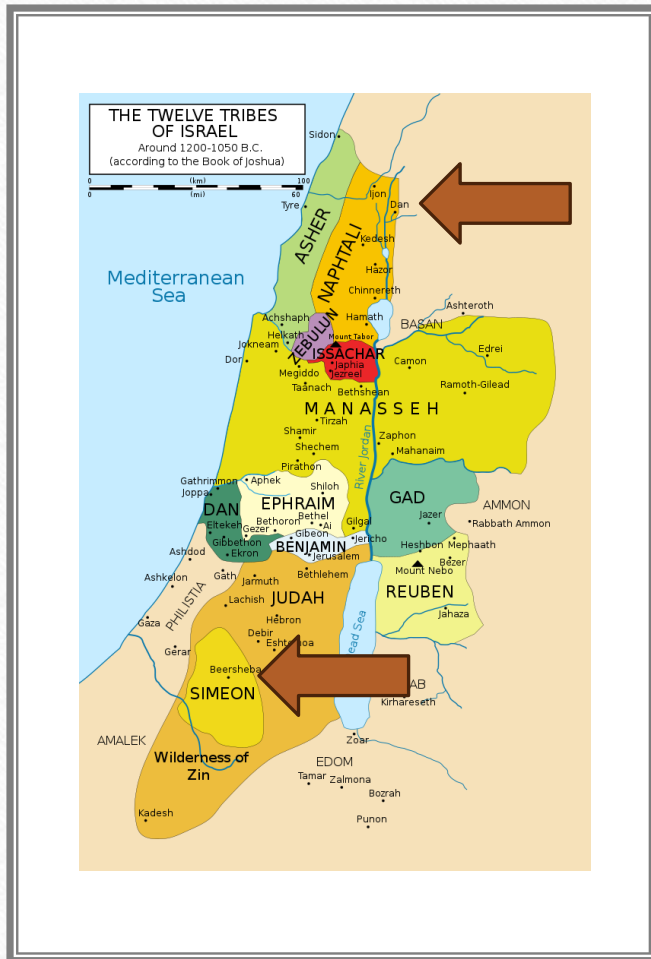 THE TWELVE TRIBES
OF ISRAEL
Around 1200-1050 B.C.
(according to the Book of Joshua)
0 (km) 100
0 (mi) 60
Sidon
Tyre
Ijon
Dan
ASHER
NAPHTALI
Kedesh
Hazor
Mediterranean
Sea
Chinnereth
Achshaph
Hamath
BASAN
Ashteroth
ZEBULUN
Helkath
Mount Tabor
Jokneam
ISSACHAR
Dor
Megiddo
Japhia
Jezreel
Camon
Edrei
Taanach
Bethshean
Ramoth-Gilead
MANASSEH
Tirzah
Shamir
Zaphon
Shechem
Mahanaim
River Jordan
Pirathon
Gathrimmon
Aphek
Joppa
Shiloh
DAN
EPHRAIM
GAD
AMMON
Bethel
Jazer
Eltekeh
Gezer
Bethoron
Ai
Gilgal
Rabbath Ammon
Gibbethon
Gibeon
Jericho
Ekron
BENJAMIN
Heshbon
Mephaath
Ashdod
Jerusalem
Bezer
Mount Nebo
Ashkelon
Gath
Jarmuth
Bethlehem
PHILISTIA
Lachish
JUDAH
REUBEN
Gaza
Hebron
Jahaza
Debir
ead Sea
Gerar
Beersheba
SIMEON
AB
Kirhareseth
AMALEK
Zoar
Wilderness of
Zin
EDOM
Tamar
Zalmona
Bozrah
Kadesh
Punon